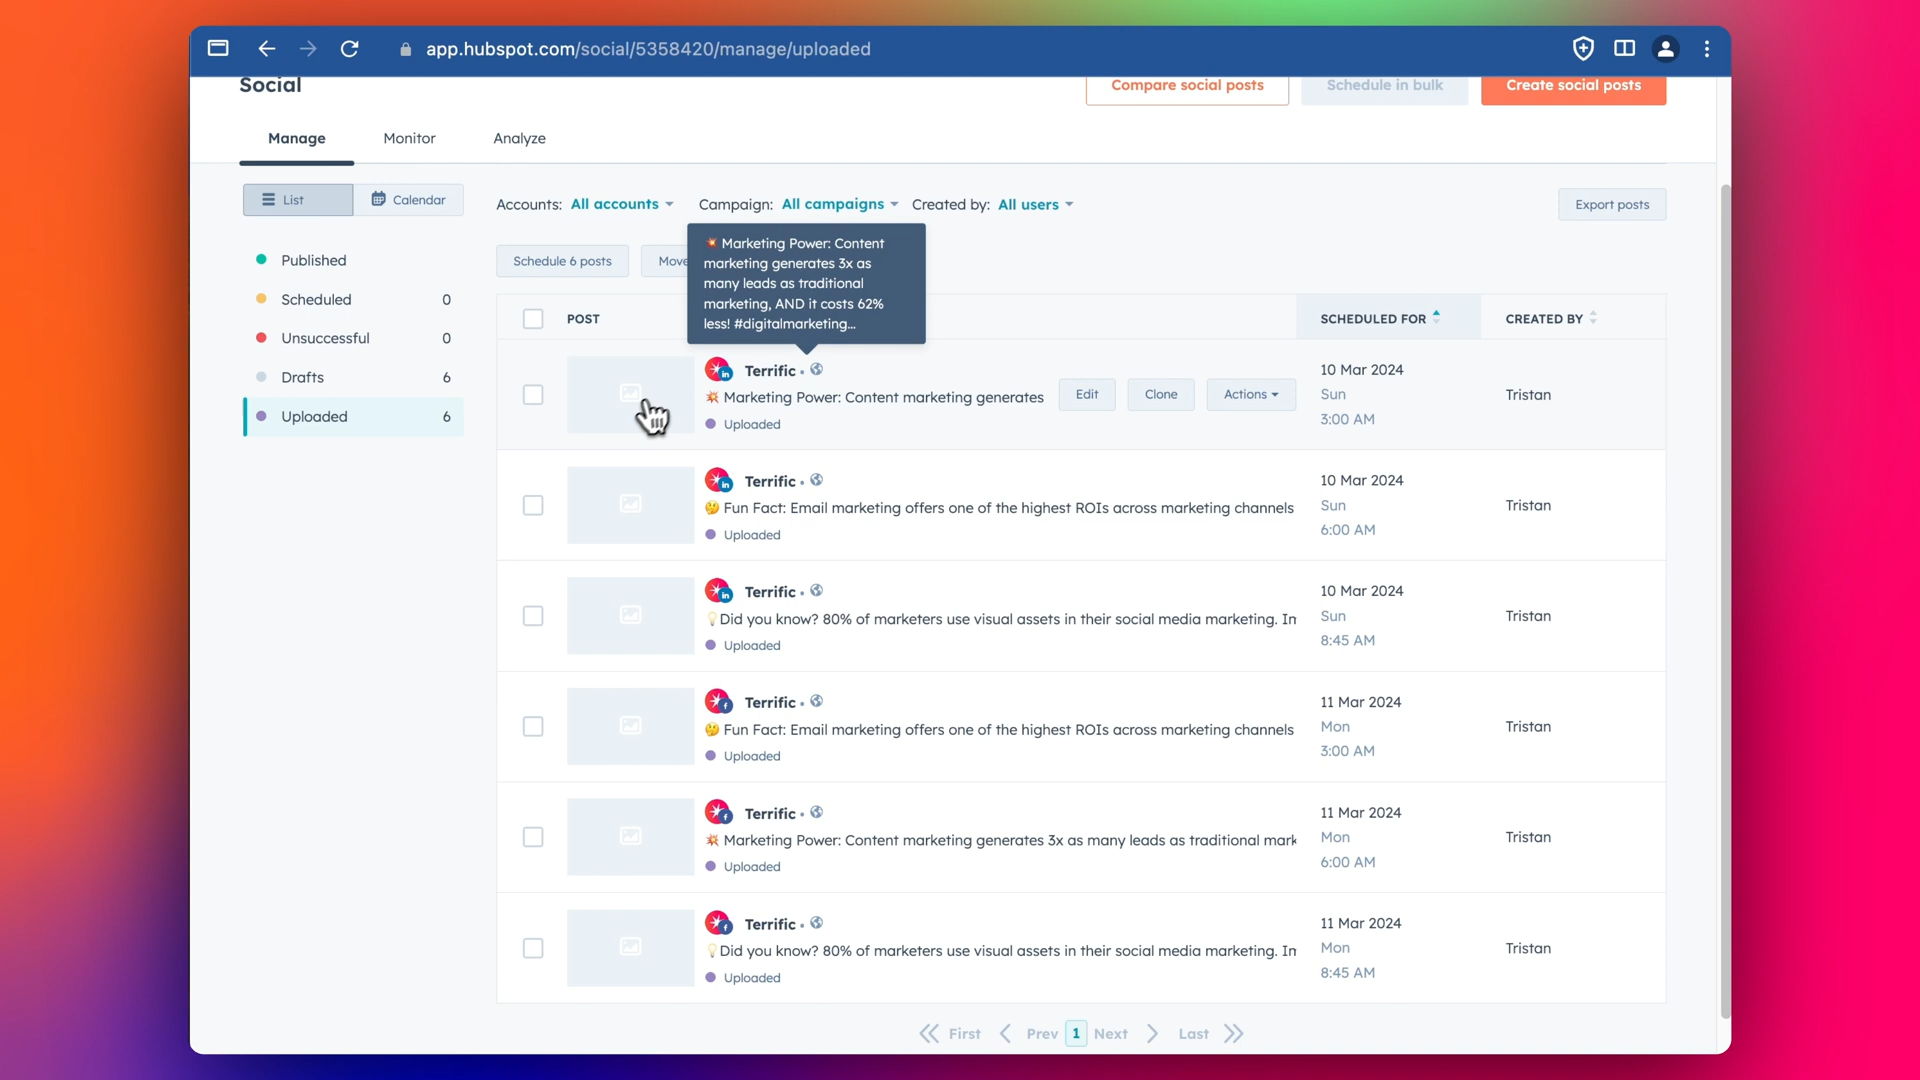 app.hubspot.com/social/5358420/manage/uploaded
Social
Compare social posts
Schedule in bulk
Create social posts
Manage
Monitor
Analyze
List
Calendar
Accounts: All accounts
Campaign: All campaigns
Created by: All users
Export posts
Published
Scheduled 0
Unsuccessful 0
Drafts 6
Uploaded 6
Schedule 6 posts
Move
💥 Marketing Power: Content
marketing generates 3x as
many leads as traditional
marketing, AND it costs 62%
less! #digitalmarketing...
POST
SCHEDULED FOR
CREATED BY
Terrific •
💥 Marketing Power: Content marketing generates
Uploaded
Edit
Clone
Actions
10 Mar 2024
Sun
3:00 AM
Tristan
Terrific •
🤔 Fun Fact: Email marketing offers one of the highest ROIs across marketing channels
Uploaded
10 Mar 2024
Sun
6:00 AM
Tristan
Terrific •
💡Did you know? 80% of marketers use visual assets in their social media marketing. In
Uploaded
10 Mar 2024
Sun
8:45 AM
Tristan
Terrific •
🤔 Fun Fact: Email marketing offers one of the highest ROIs across marketing channels
Uploaded
11 Mar 2024
Mon
3:00 AM
Tristan
Terrific •
💥 Marketing Power: Content marketing generates 3x as many leads as traditional mark
Uploaded
11 Mar 2024
Mon
6:00 AM
Tristan
Terrific •
💡Did you know? 80% of marketers use visual assets in their social media marketing. In
Uploaded
11 Mar 2024
Mon
8:45 AM
Tristan
First
Prev
1
Next
Last